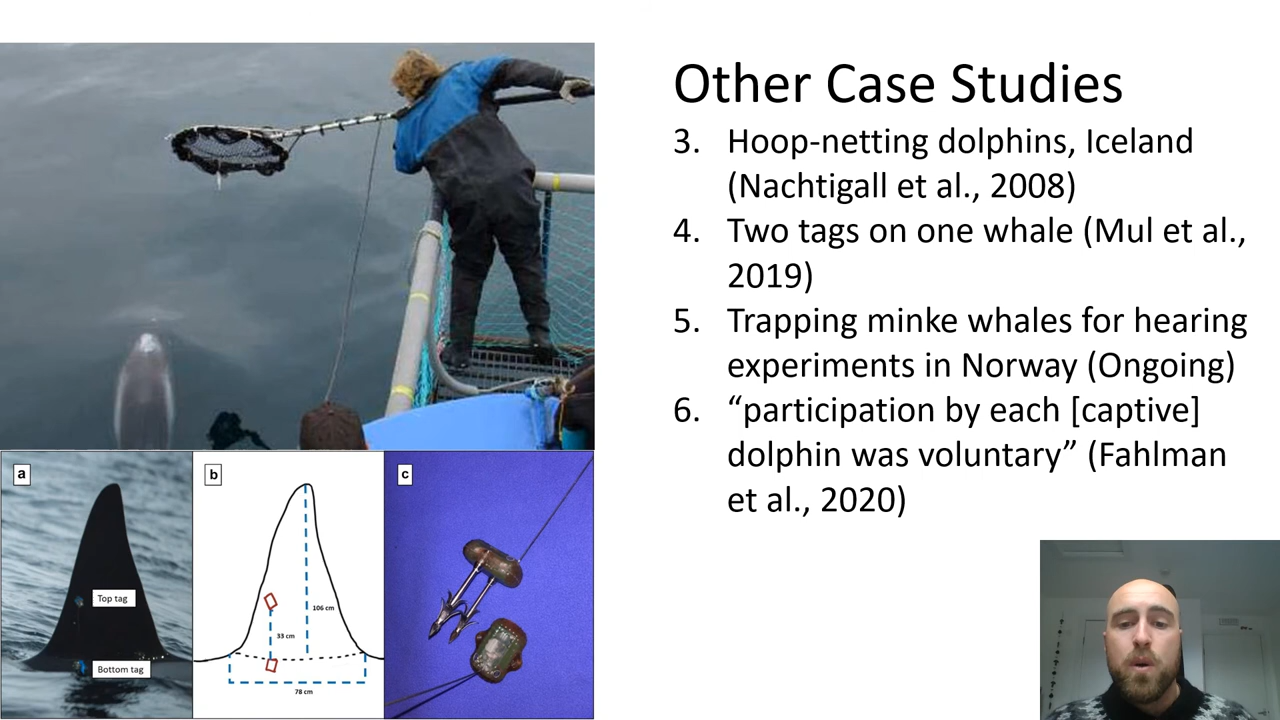 Other Case Studies
3. Hoop-netting dolphins, Iceland
(Nachtigall et al., 2008)
4. Two tags on one whale (Mul et al.,
2019)
5. Trapping minke whales for hearing
experiments in Norway (Ongoing)
6. “participation by each [captive]
dolphin was voluntary” (Fahlman
et al., 2020)
a
Top tag
Bottom tag
b
106 cm
33 cm
78 cm
c